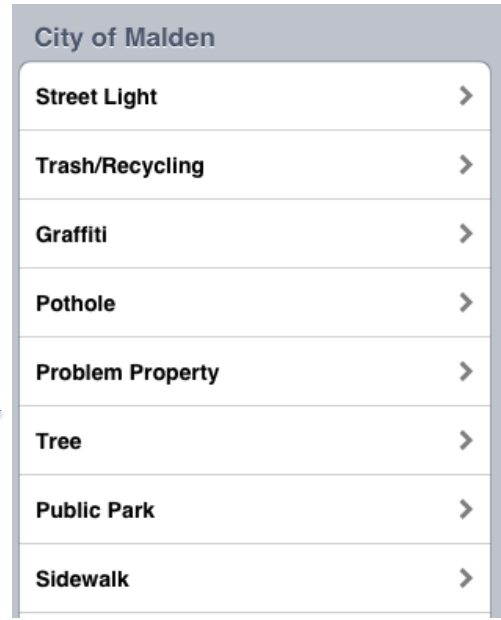 City of Malden
Street Light
Trash/Recycling
Graffiti
Pothole
Problem Property
Tree
Public Park
Sidewalk